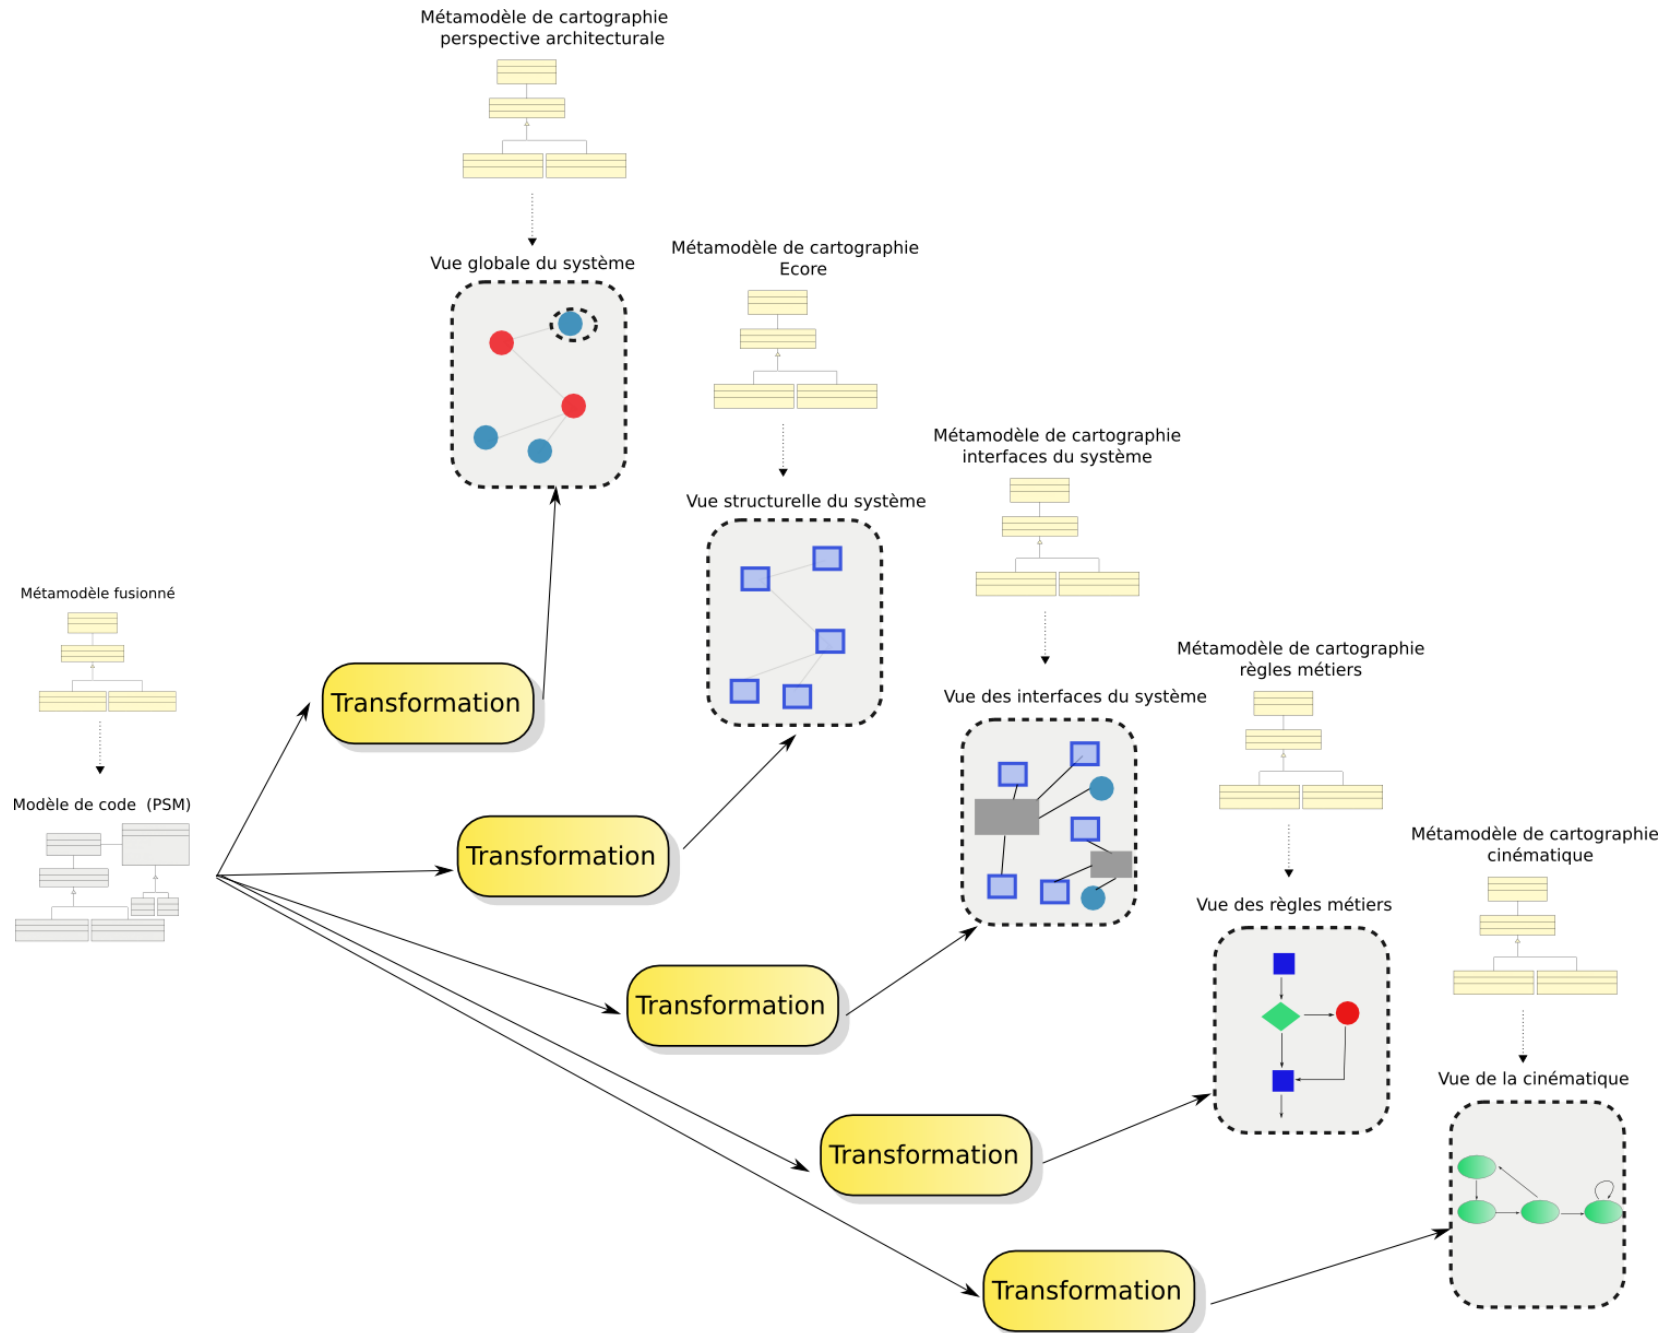 Métamodèle de cartographie
perspective architecturale
Vue globale du système
Métamodèle de cartographie
Ecore
Vue structurelle du système
Métamodèle de cartographie
interfaces du système
Vue des interfaces du système
Métamodèle fusionné
Modèle de code (PSM)
Métamodèle de cartographie
règles métiers
Vue des règles métiers
Métamodèle de cartographie
cinématique
Vue de la cinématique
Transformation
Transformation
Transformation
Transformation
Transformation